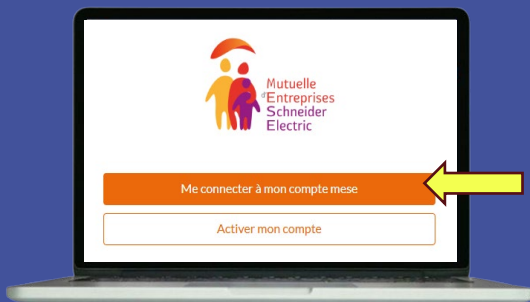 Mutuelle
d'Entreprises
Schneider
Electric
Me connecter à mon compte mese
Activer mon compte